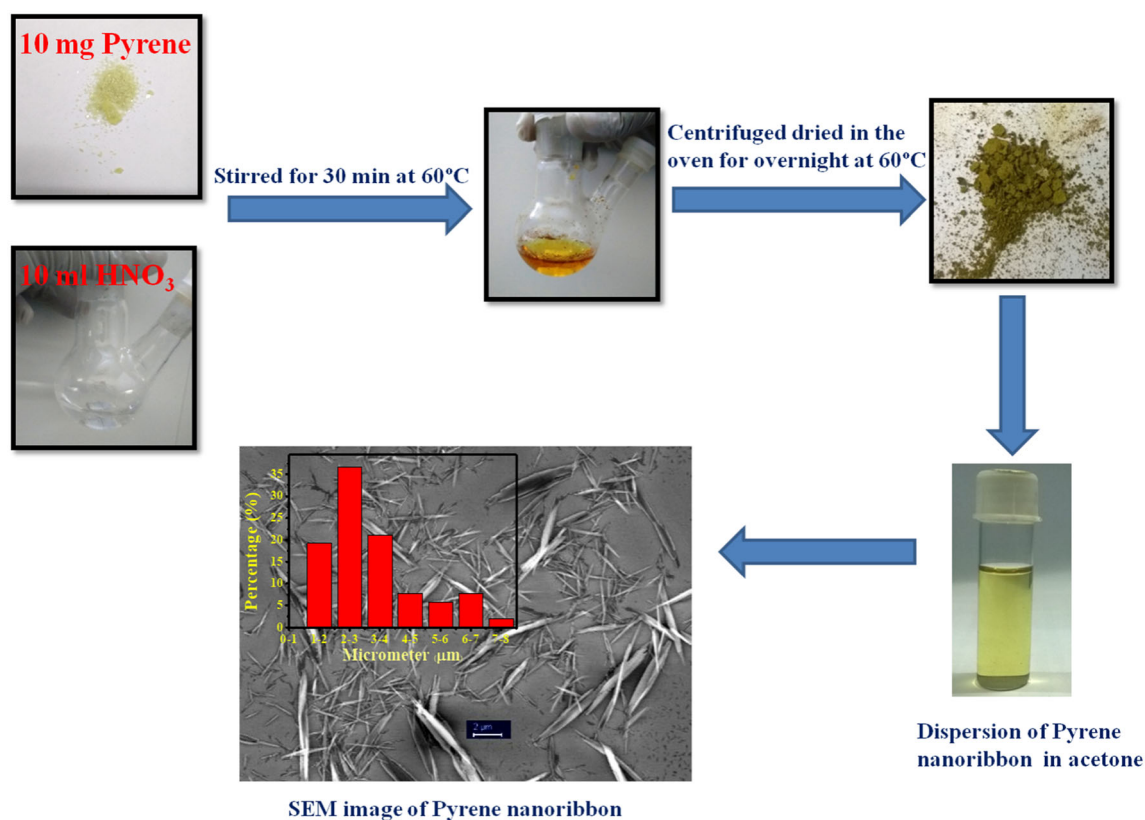 10 mg Pyrene
10 ml HNO₃
Stirred for 30 min at 60°C
Centrifuged dried in the
oven for overnight at 60°C
Dispersion of Pyrene
nanoribbon in acetone
Percentage (%)
35
30
25
20
15
10
5
0
0-1 1-2 2-3 3-4 4-5 5-6 6-7 7-8
Micrometer (μm
2 μm
SEM image of Pyrene nanoribbon